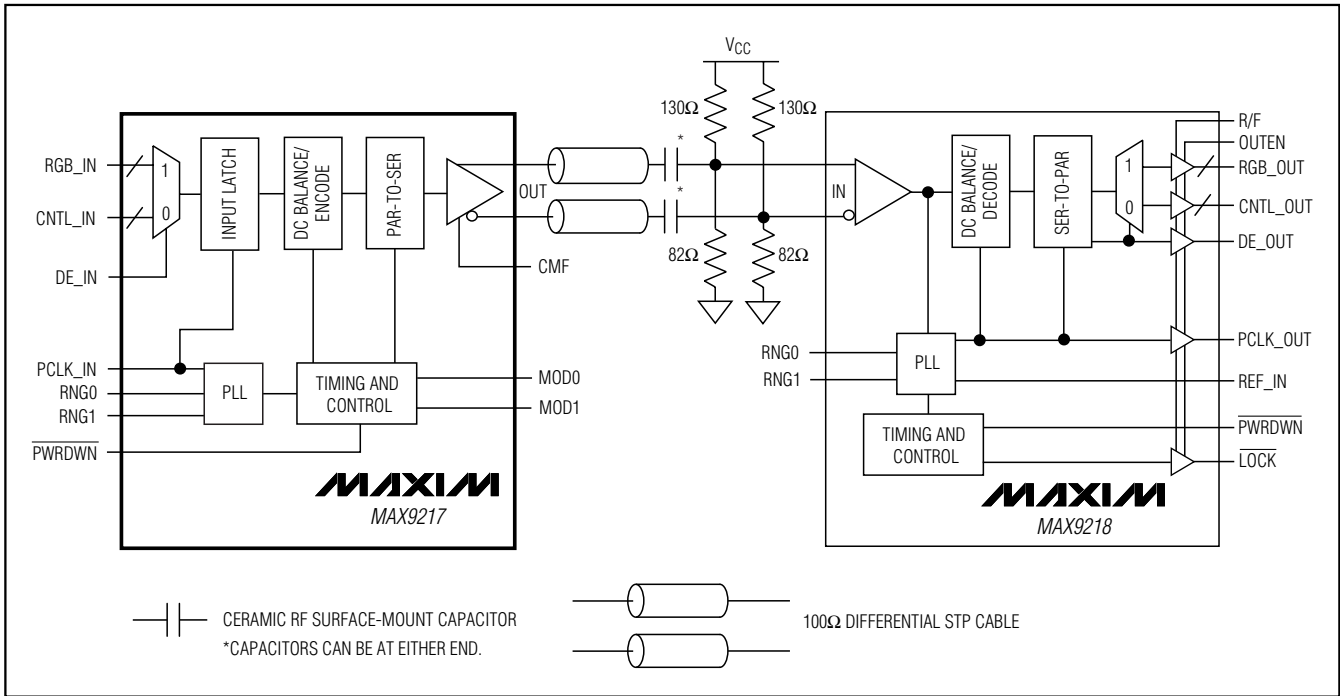 VCC
130Ω
130Ω
*
*
82Ω
82Ω
RGB_IN
CNTL_IN
DE_IN
PCLK_IN
RNG0
RNG1
PWRDWN
1
0
INPUT LATCH
DC BALANCE/
ENCODE
PAR-TO-SER
OUT
CMF
PLL
TIMING AND
CONTROL
MOD0
MOD1
MAXIM
MAX9217
IN
DC BALANCE/
DECODE
SER-TO-PAR
1
0
R/F
OUTEN
RGB_OUT
CNTL_OUT
DE_OUT
PCLK_OUT
RNG0
RNG1
PLL
REF_IN
TIMING AND
CONTROL
PWRDWN
LOCK
MAXIM
MAX9218
CERAMIC RF SURFACE-MOUNT CAPACITOR
*CAPACITORS CAN BE AT EITHER END.
100Ω DIFFERENTIAL STP CABLE